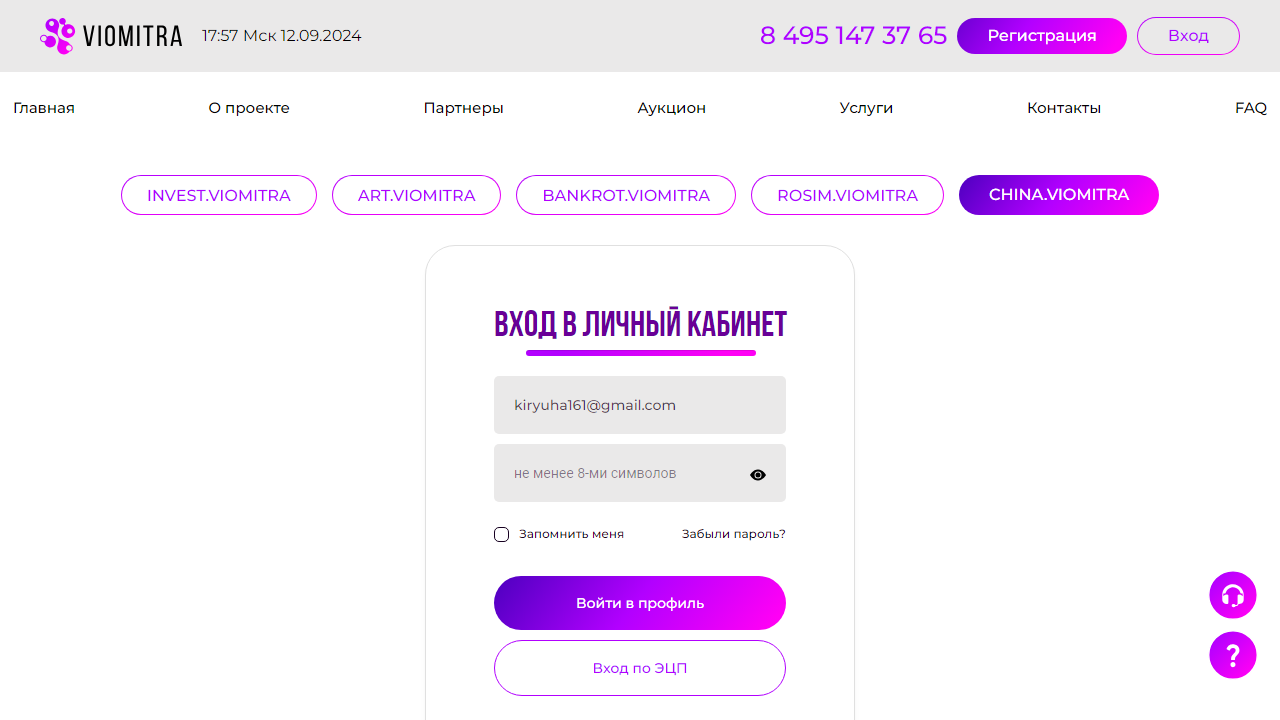 VIOMITRA
17:57 Мск 12.09.2024
8 495 147 37 65
Регистрация
Вход
Главная
О проекте
Партнеры
Аукцион
Услуги
Контакты
FAQ
INVEST.VIOMITRA
ART.VIOMITRA
BANKROT.VIOMITRA
ROSIM.VIOMITRA
CHINA.VIOMITRA
ВХОД В ЛИЧНЫЙ КАБИНЕТ
kiryuha161@gmail.com
не менее 8-ми символов
Запомнить меня
Забыли пароль?
Войти в профиль
Вход по ЭЦП
?